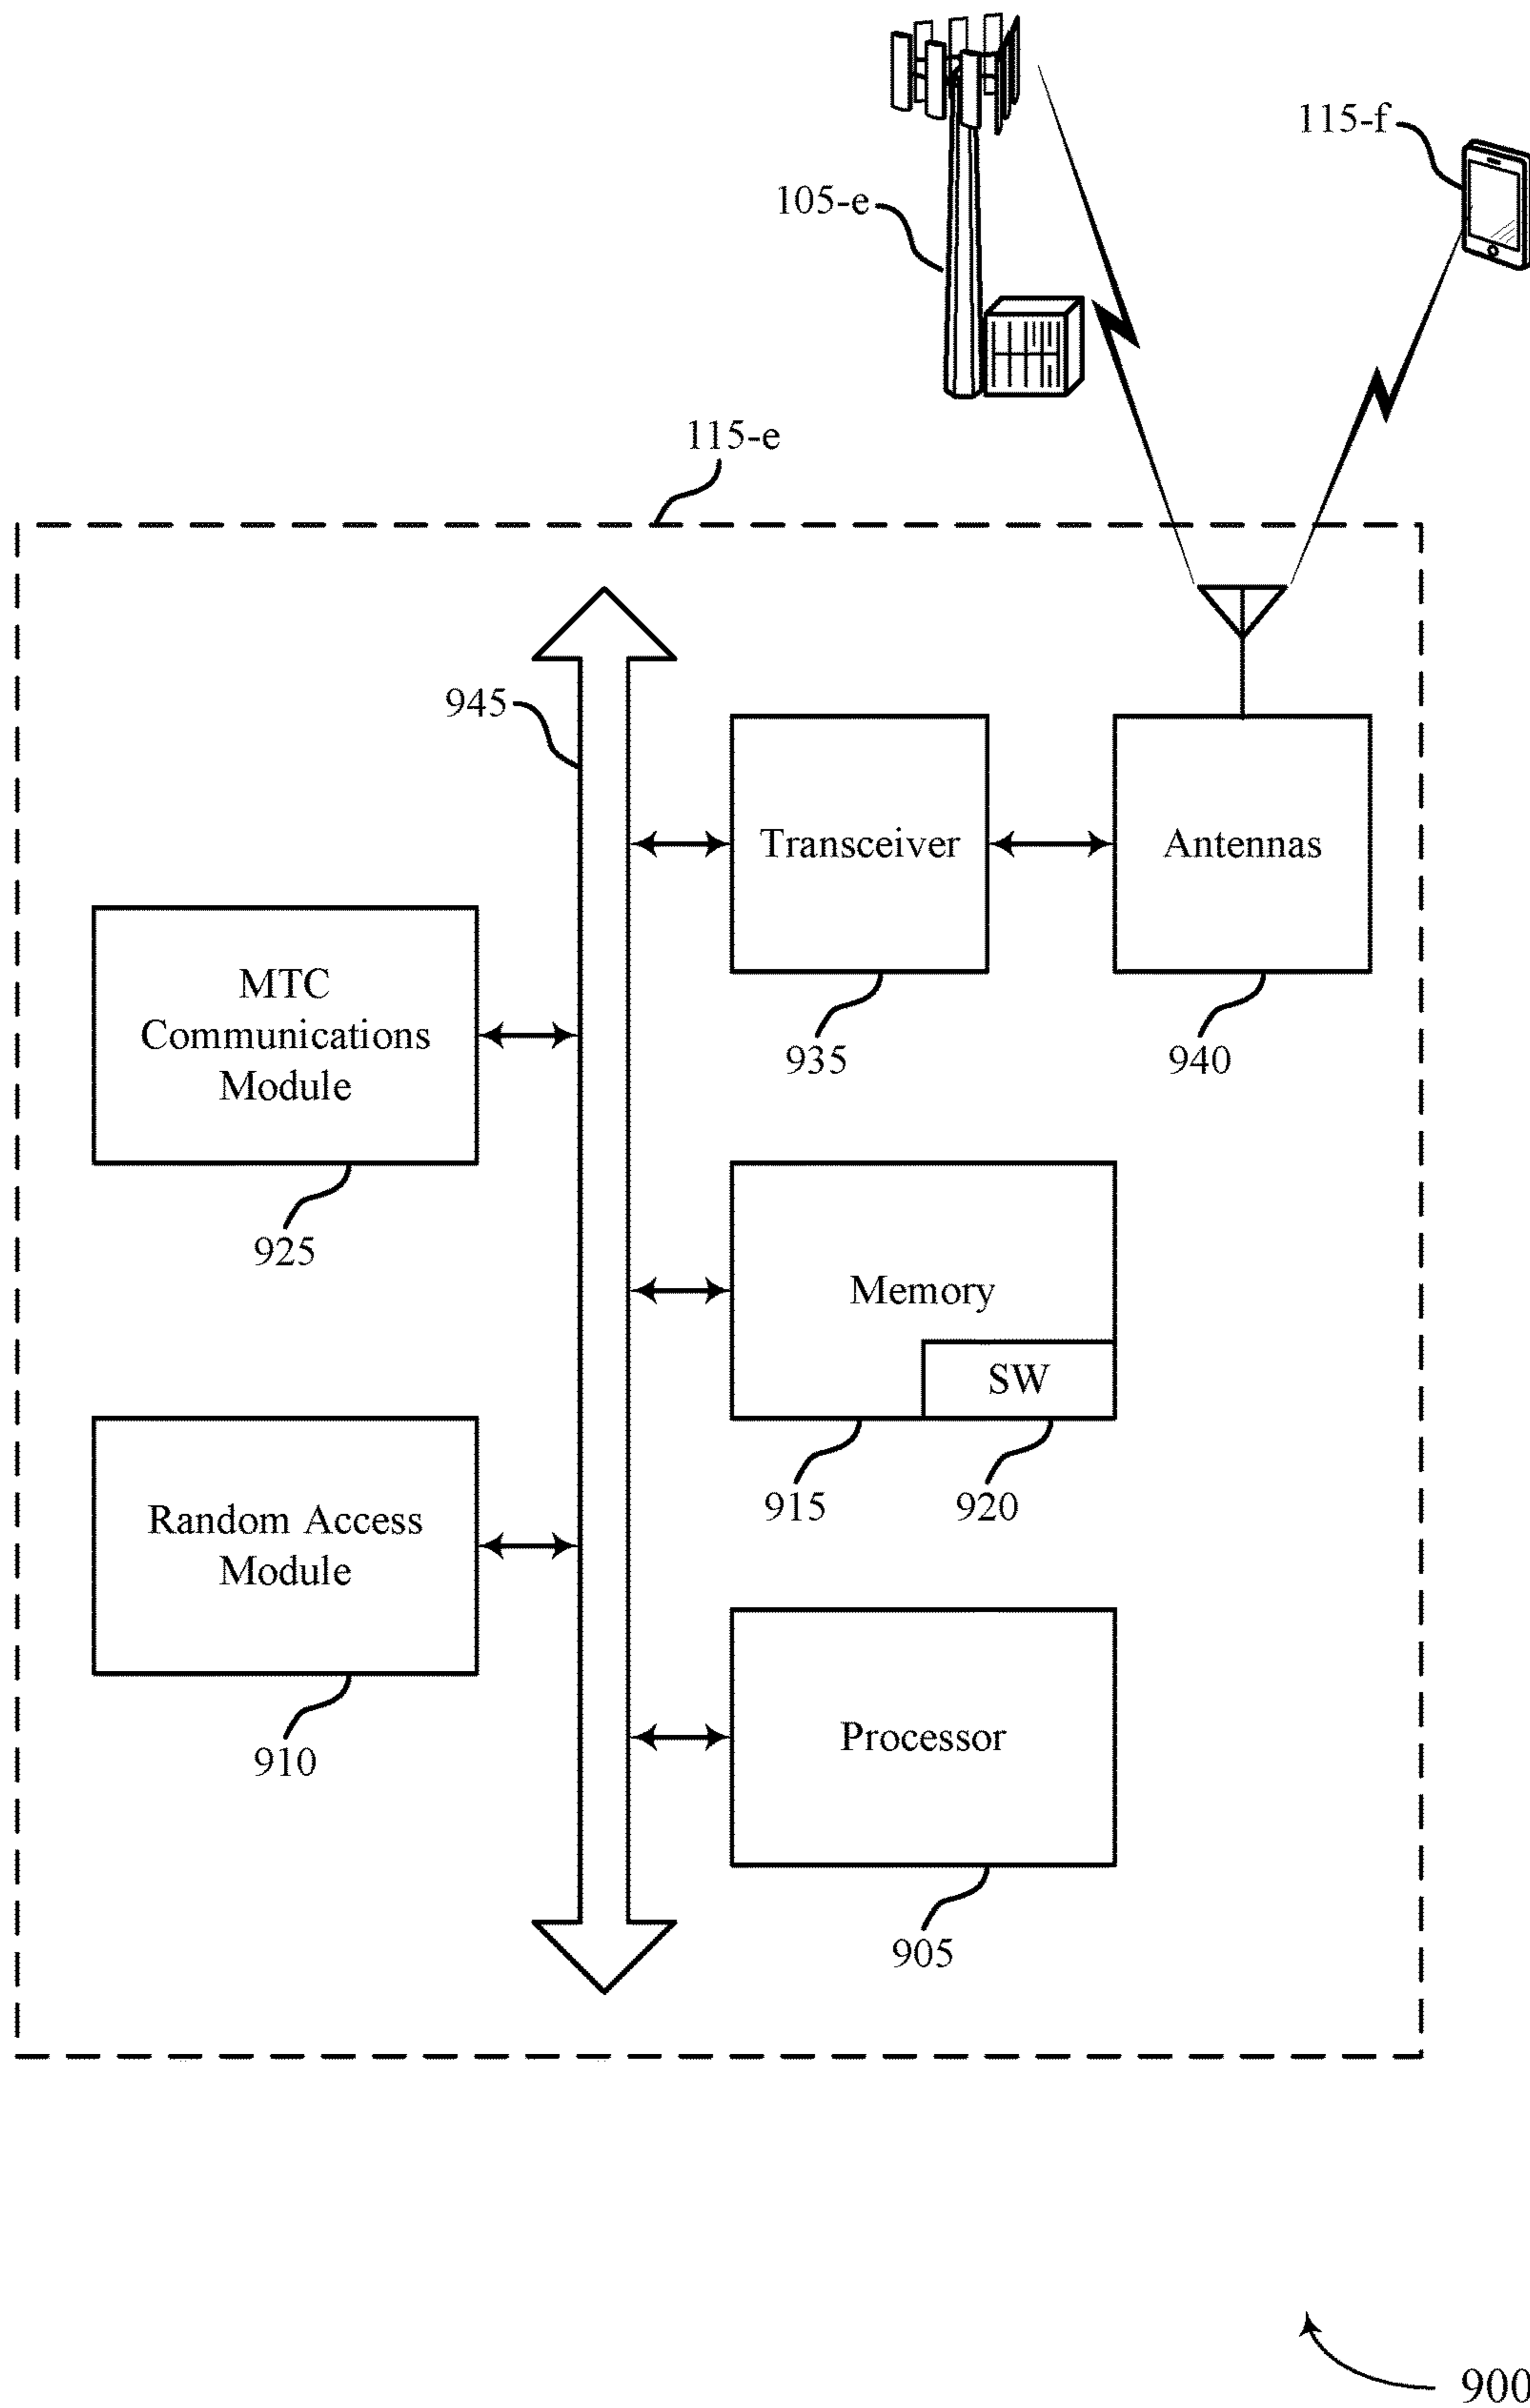 115-f
105-e
115-e
945
Transceiver
Antennas
935
940
MTC
Communications
Module
925
Memory
SW
915
920
Random Access
Module
910
Processor
905
900